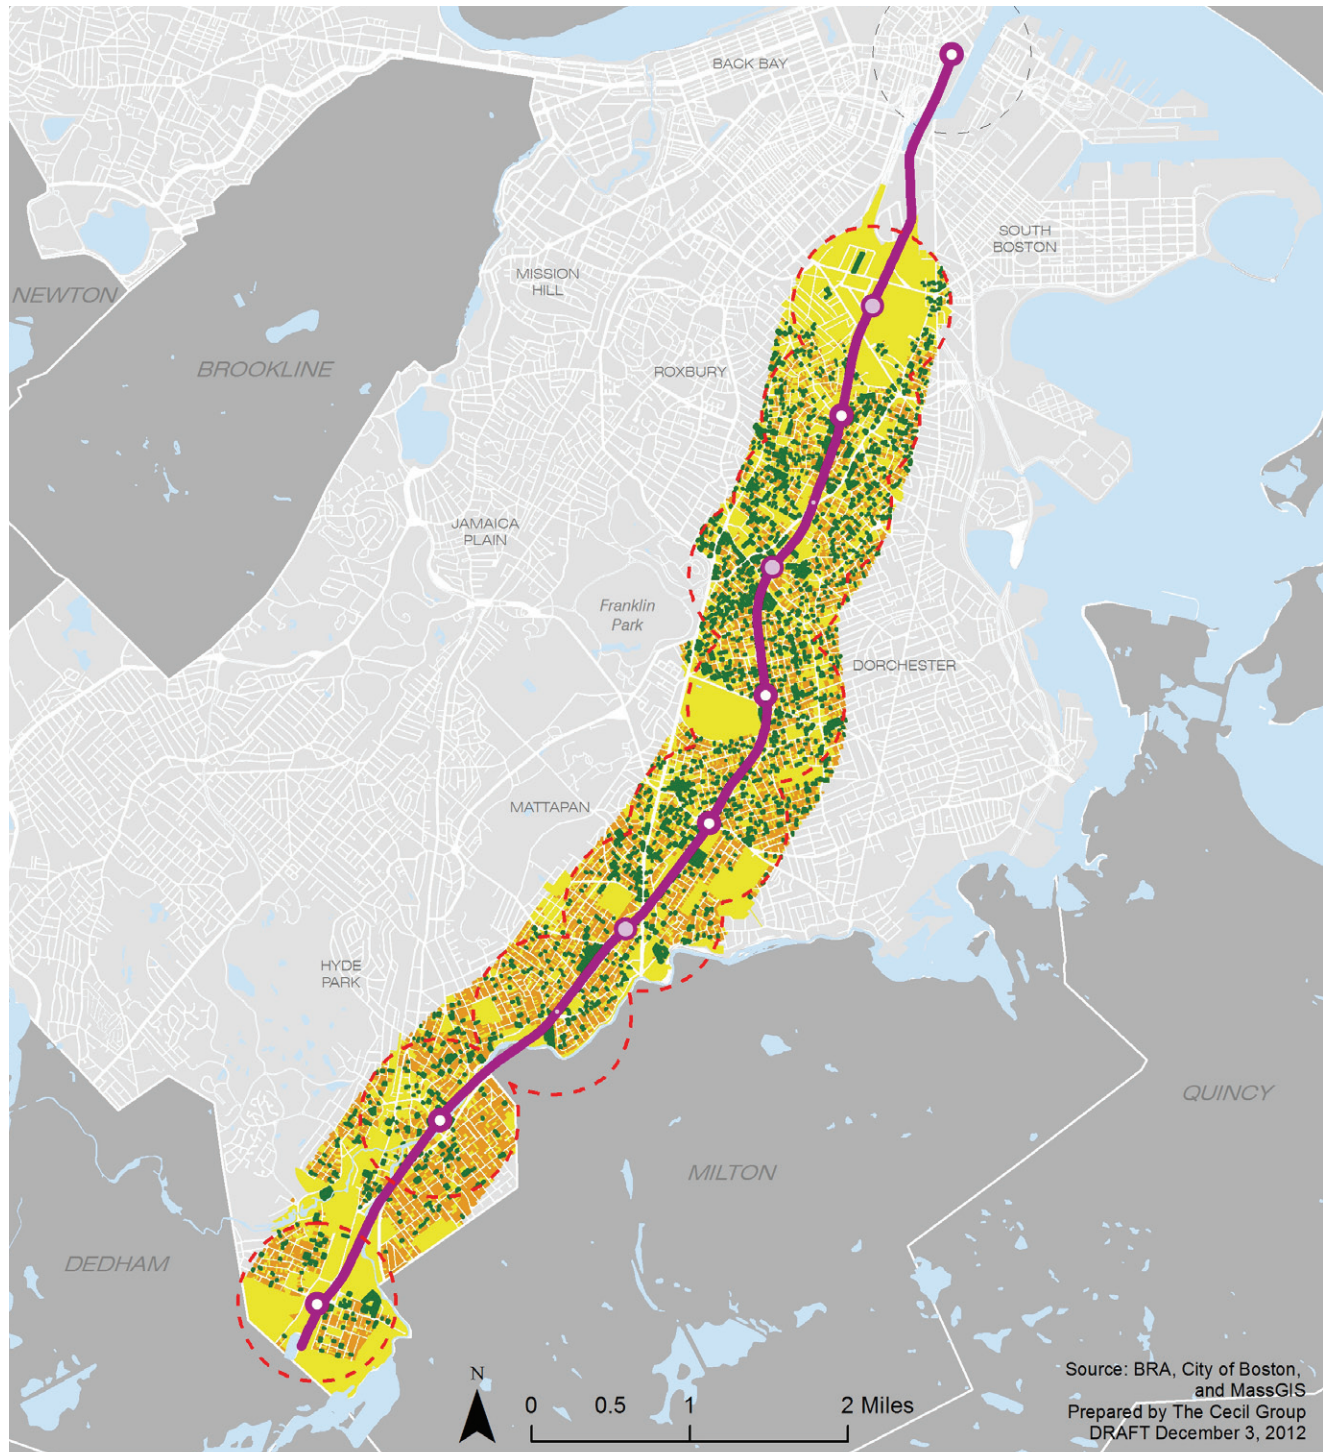 BACK BAY
SOUTH
BOSTON
MISSION
HILL
NEWTON
BROOKLINE
ROXBURY
JAMAICA
PLAIN
Franklin
Park
DORCHESTER
MATTAPAN
HYDE
PARK
QUINCY
MILTON
DEDHAM
N
0 0.5 1 2 Miles
Source: BRA, City of Boston,
and MassGIS
Prepared by The Cecil Group
DRAFT December 3, 2012